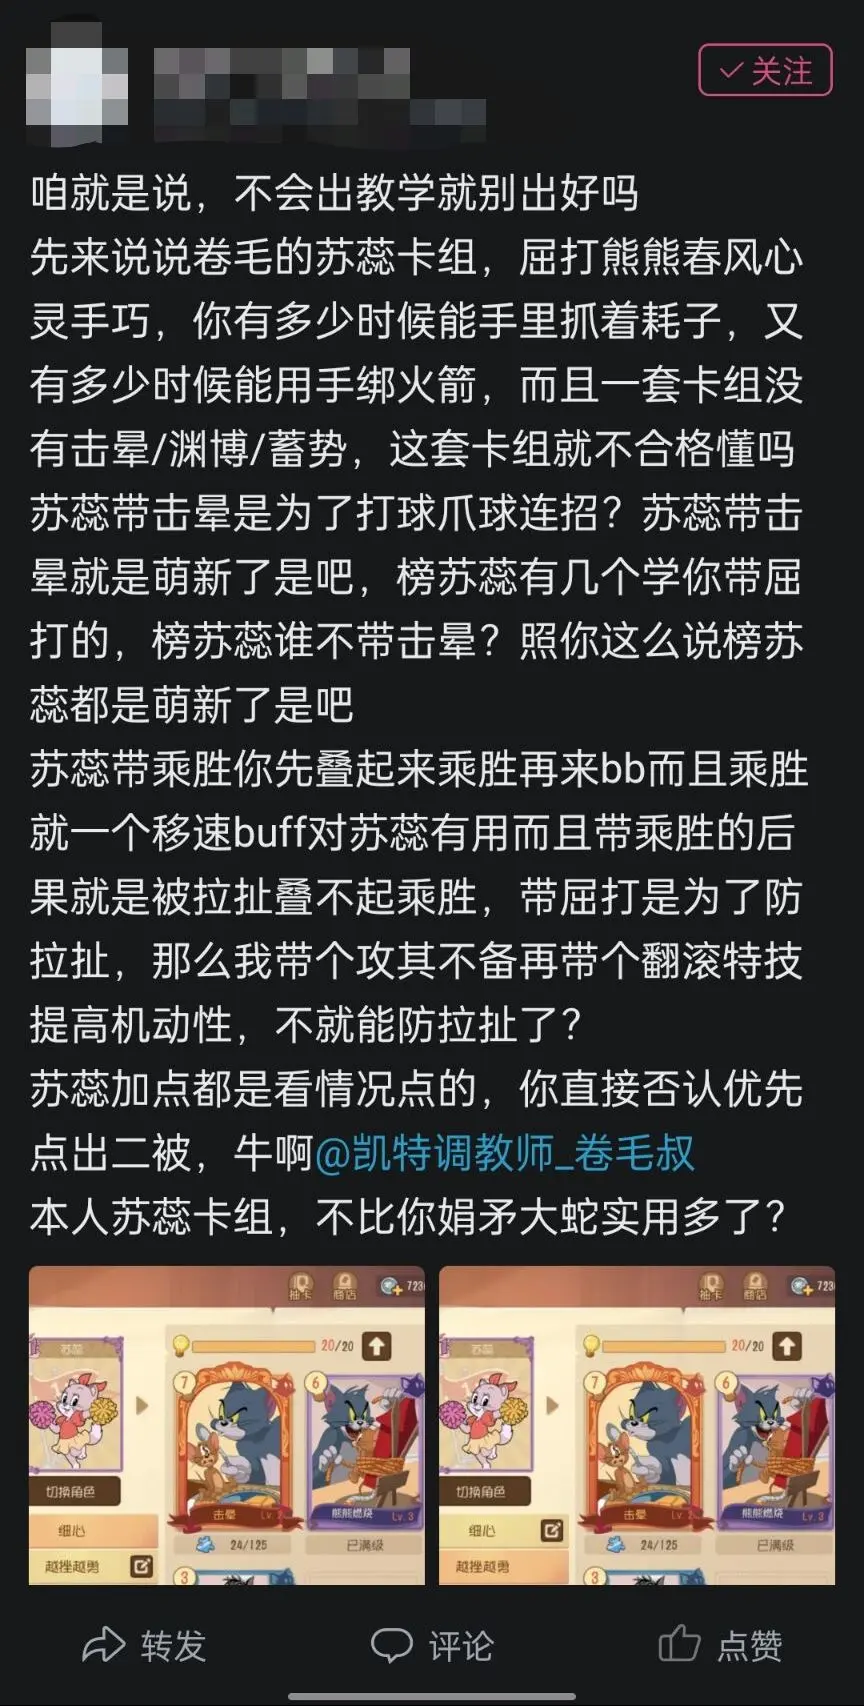 关注
咱就是说，不会出教学就别出好吗
先来说说卷毛的苏蕊卡组，屈打熊熊春风心
灵手巧，你有多少时候能手里抓着耗子，又
有多少时候能用手绑火箭，而且一套卡组没
有击晕/渊博/蓄势，这套卡组就不合格懂吗
苏蕊带击晕是为了打球爪球连招？苏蕊带击
晕就是萌新了是吧，榜苏蕊有几个学你带屈
打的，榜苏蕊谁不带击晕？照你这么说榜苏
蕊都是萌新了是吧
苏蕊带乘胜你先叠起来乘胜再来bb而且乘胜
就一个移速buff对苏蕊有用而且带乘胜的后
果就是被拉扯叠不起乘胜，带屈打是为了防
拉扯，那么我带个攻其不备再带个翻滚特技
提高机动性，不就能防拉扯了？
苏蕊加点都是看情况点的，你直接否认优先
点出二被，牛啊@凯特调教师_卷毛叔
本人苏蕊卡组，不比你娟矛大蛇实用多了？
抽卡 商店 723
苏蕊 20/20
7 6
切换角色 击晕 Lv.2 熊熊燃烧 Lv.3
细心 24/125 已满级
越挫越勇 3
抽卡 商店 723
苏蕊 20/20
7 6
切换角色 击晕 Lv.2 熊熊燃烧 Lv.3
细心 24/125 已满级
越挫越勇 3
转发 评论 点赞